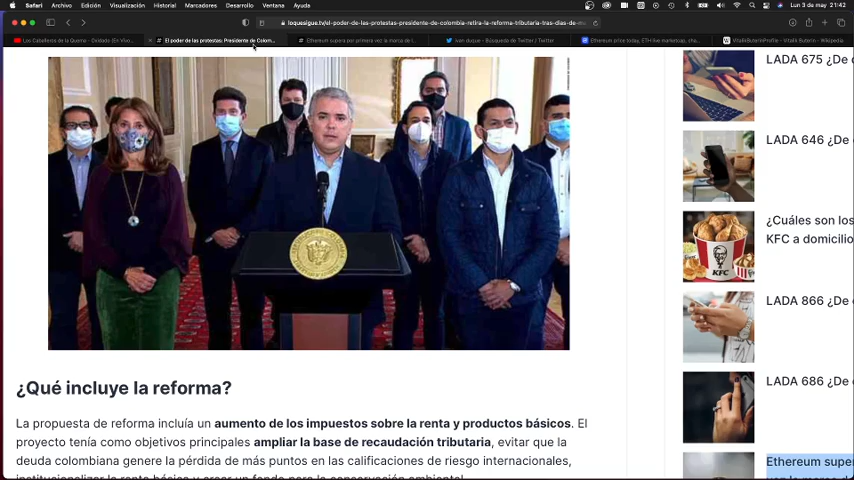 Safari Archivo Edición Visualización Historial Marcadores Desarrollo Ventana Ayuda
Lun 3 de may 21:42
loquesigue.tv/el-poder-de-las-protestas-presidente-de-colombia-retira-la-reforma-tributaria-tras-dias-de-m
Los Caballeros de la Quema - Oxidado (En Vivo...
El poder de las protestas: Presidente de Colom...
Ethereum supera por primera vez la marca de l...
ivan duque - Búsqueda de Twitter / Twitter
Ethereum price today, ETH live marketcap, cha...
VitalikButerinProfile - Vitalik Buterin - Wikipedia
LADA 675 ¿De
LADA 646 ¿De
¿Cuáles son los
KFC a domicilio
KFC
LADA 866 ¿De
LADA 686 ¿De
Ethereum super
¿Qué incluye la reforma?
La propuesta de reforma incluía un aumento de los impuestos sobre la renta y productos básicos. El
proyecto tenía como objetivos principales ampliar la base de recaudación tributaria, evitar que la
deuda colombiana genere la pérdida de más puntos en las calificaciones de riesgo internacionales,
institucionalizar la renta básica y crear un fondo para la conservación ambiental.